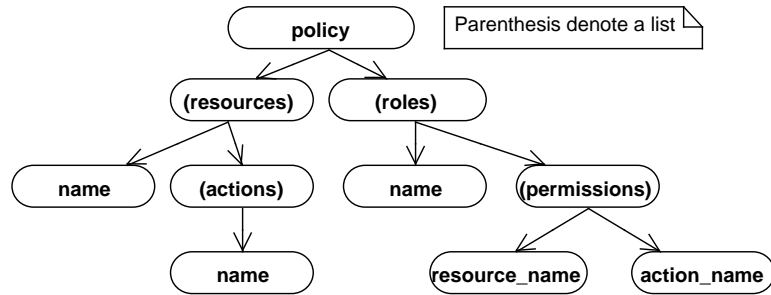 policy
Parenthesis denote a list
(resources)
(roles)
name
(actions)
name
(permissions)
name
resource_name
action_name